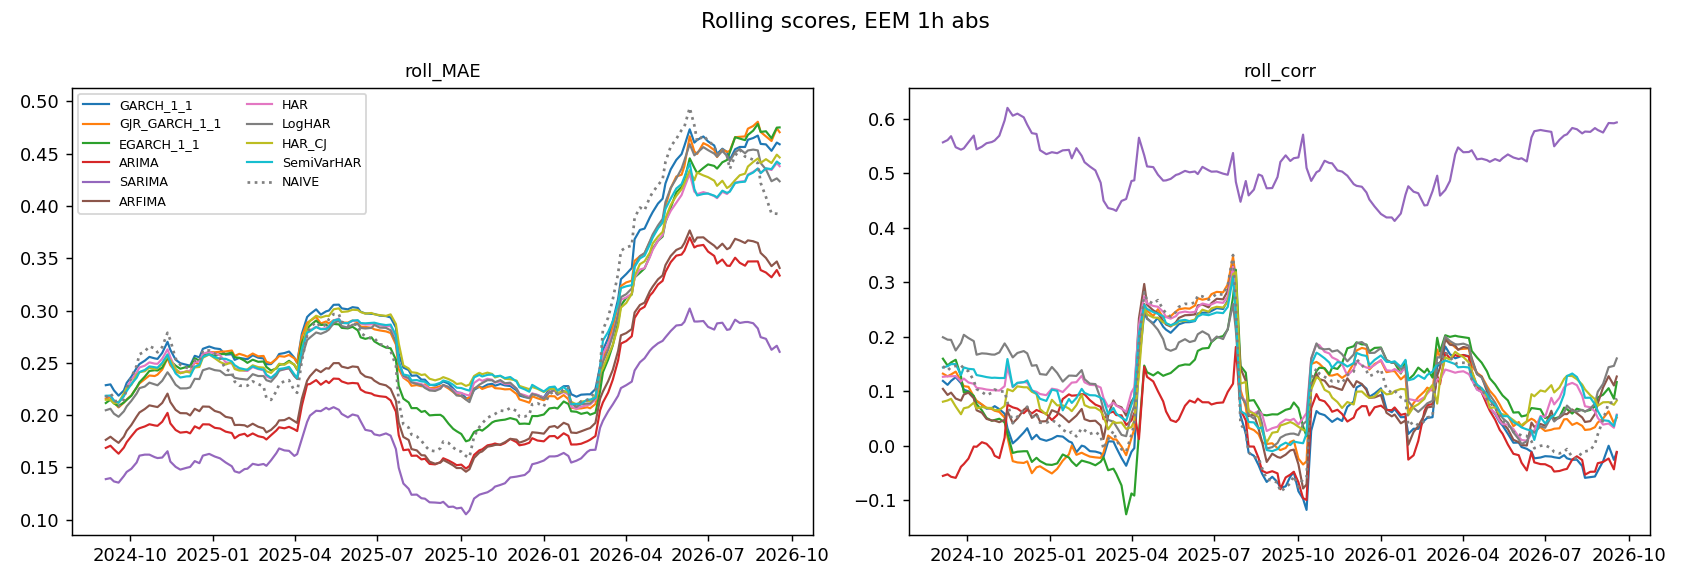 Rolling scores, EEM 1h abs
roll_MAE
0.50
0.45
0.40
0.35
0.30
0.25
0.20
0.15
0.10
GARCH_1_1
GJR_GARCH_1_1
EGARCH_1_1
ARIMA
SARIMA
ARFIMA
HAR
LogHAR
HAR_CJ
SemiVarHAR
NAIVE
2024-10 2025-01 2025-04 2025-07 2025-10 2026-01 2026-04 2026-07 2026-10
roll_corr
0.6
0.5
0.4
0.3
0.2
0.1
0.0
−0.1
2024-10 2025-01 2025-04 2025-07 2025-10 2026-01 2026-04 2026-07 2026-10